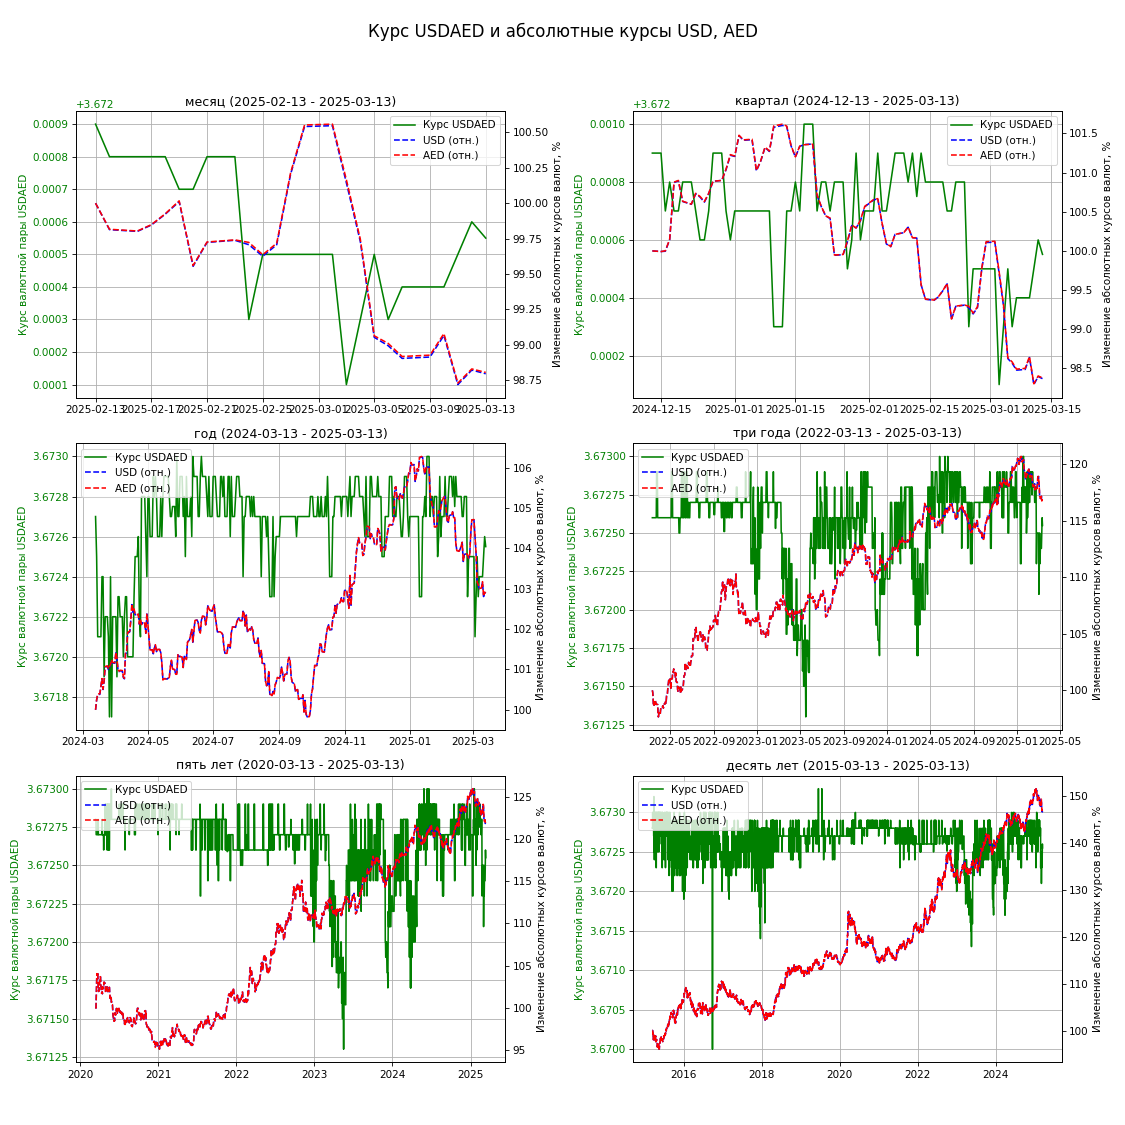 Курс USDAED и абсолютные курсы USD, AED
месяц (2025-02-13 - 2025-03-13)
+3.672
Курс валютной пары USDAED
0.0009
0.0008
0.0007
0.0006
0.0005
0.0004
0.0003
0.0002
0.0001
Курс USDAED
USD (отн.)
AED (отн.)
100.50
100.25
100.00
99.75
99.50
99.25
99.00
98.75
Изменение абсолютных курсов валют, %
2025-02-13 2025-02-17 2025-02-21 2025-02-25 2025-03-01 2025-03-05 2025-03-09 2025-03-13
квартал (2024-12-13 - 2025-03-13)
+3.672
Курс валютной пары USDAED
0.0010
0.0008
0.0006
0.0004
0.0002
Курс USDAED
USD (отн.)
AED (отн.)
101.5
101.0
100.5
100.0
99.5
99.0
98.5
Изменение абсолютных курсов валют, %
2024-12-15 2025-01-01 2025-01-15 2025-02-01 2025-02-15 2025-03-01 2025-03-15
год (2024-03-13 - 2025-03-13)
Курс валютной пары USDAED
3.6730
3.6728
3.6726
3.6724
3.6722
3.6720
3.6718
Курс USDAED
USD (отн.)
AED (отн.)
106
105
104
103
102
101
100
Изменение абсолютных курсов валют, %
2024-03 2024-05 2024-07 2024-09 2024-11 2025-01 2025-03
три года (2022-03-13 - 2025-03-13)
Курс валютной пары USDAED
3.67300
3.67275
3.67250
3.67225
3.67200
3.67175
3.67150
3.67125
Курс USDAED
USD (отн.)
AED (отн.)
120
115
110
105
100
Изменение абсолютных курсов валют, %
2022-05 2022-09 2023-01 2023-05 2023-09 2024-01 2024-05 2024-09 2025-01 2025-05
пять лет (2020-03-13 - 2025-03-13)
Курс валютной пары USDAED
3.67300
3.67275
3.67250
3.67225
3.67200
3.67175
3.67150
3.67125
Курс USDAED
USD (отн.)
AED (отн.)
125
120
115
110
105
100
95
Изменение абсолютных курсов валют, %
2020 2021 2022 2023 2024 2025
десять лет (2015-03-13 - 2025-03-13)
Курс валютной пары USDAED
3.6730
3.6725
3.6720
3.6715
3.6710
3.6705
3.6700
Курс USDAED
USD (отн.)
AED (отн.)
150
140
130
120
110
100
Изменение абсолютных курсов валют, %
2016 2018 2020 2022 2024